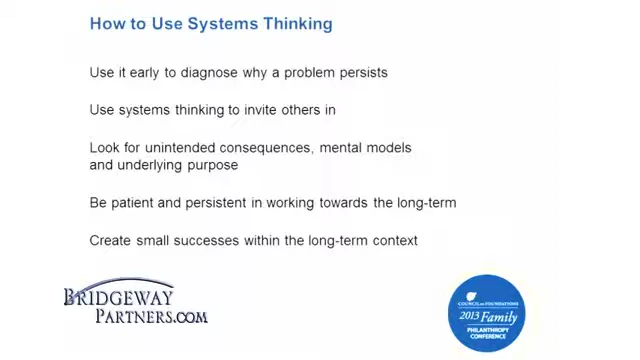 How to Use Systems Thinking
Use it early to diagnose why a problem persists
Use systems thinking to invite others in
Look for unintended consequences, mental models
and underlying purpose
Be patient and persistent in working towards the long-term
Create small successes within the long-term context
BRIDGEWAY
PARTNERS.COM
COUNCIL on FOUNDATIONS
2013 Family
PHILANTHROPY
CONFERENCE